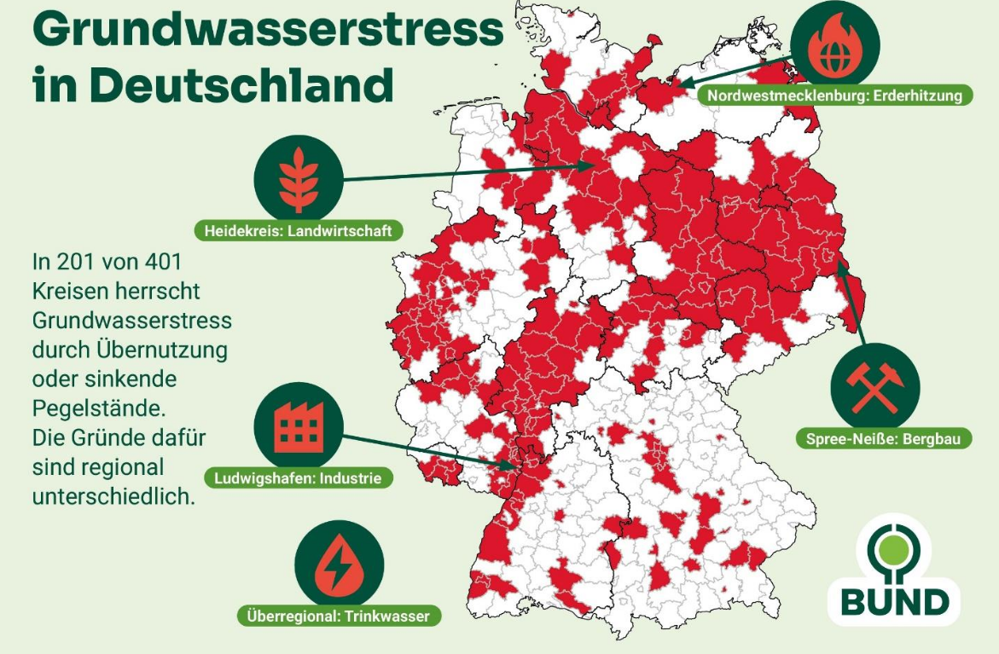 Grundwasserstress
in Deutschland
Nordwestmecklenburg: Erderhitzung
Heidekreis: Landwirtschaft
In 201 von 401
Kreisen herrscht
Grundwasserstress
durch Übernutzung
oder sinkende
Pegelstände.
Die Gründe dafür
sind regional
unterschiedlich.
Spree-Neiße: Bergbau
Ludwigshafen: Industrie
Überregional: Trinkwasser
BUND